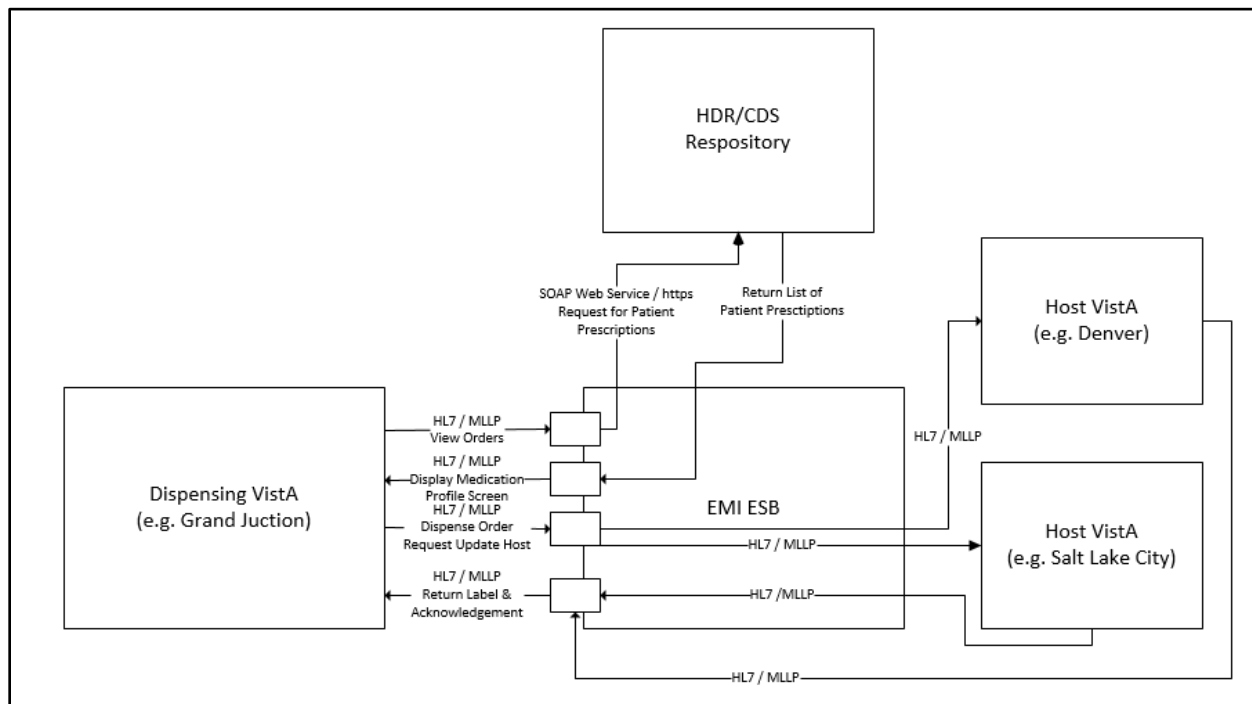 HDR/CDS
Respository
SOAP Web Service / https
Request for Patient
Prescriptions
Return List of
Patient Presctiptions
Host VistA
(e.g. Denver)
HL7 / MLLP
View Orders
HL7 / MLLP
Display Medication
Profile Screen
HL7 / MLLP
Dispense Order
Request Update Host
HL7 / MLLP
Return Label &
Acknowledgement
Dispensing VistA
(e.g. Grand Juction)
EMI ESB
HL7 / MLLP
HL7 / MLLP
HL7 /MLLP
Host VistA
(e.g. Salt Lake City)
HL7 / MLLP